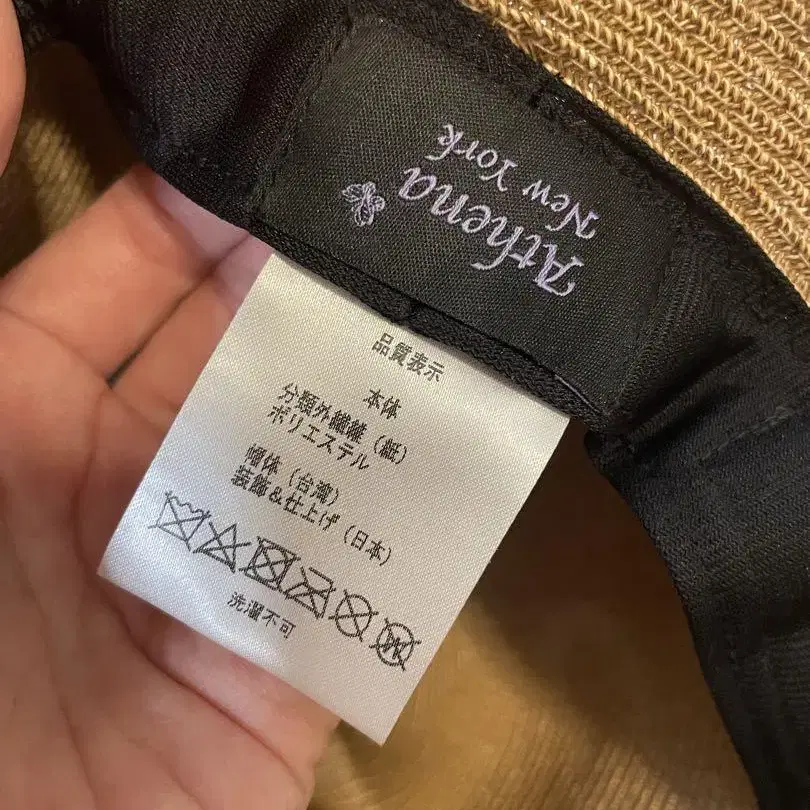 Athena
New York
品質表示
本体
分類外繊維（紙）
ポリエステル
帽体（台湾）
装飾&仕上げ（日本）
洗濯不可